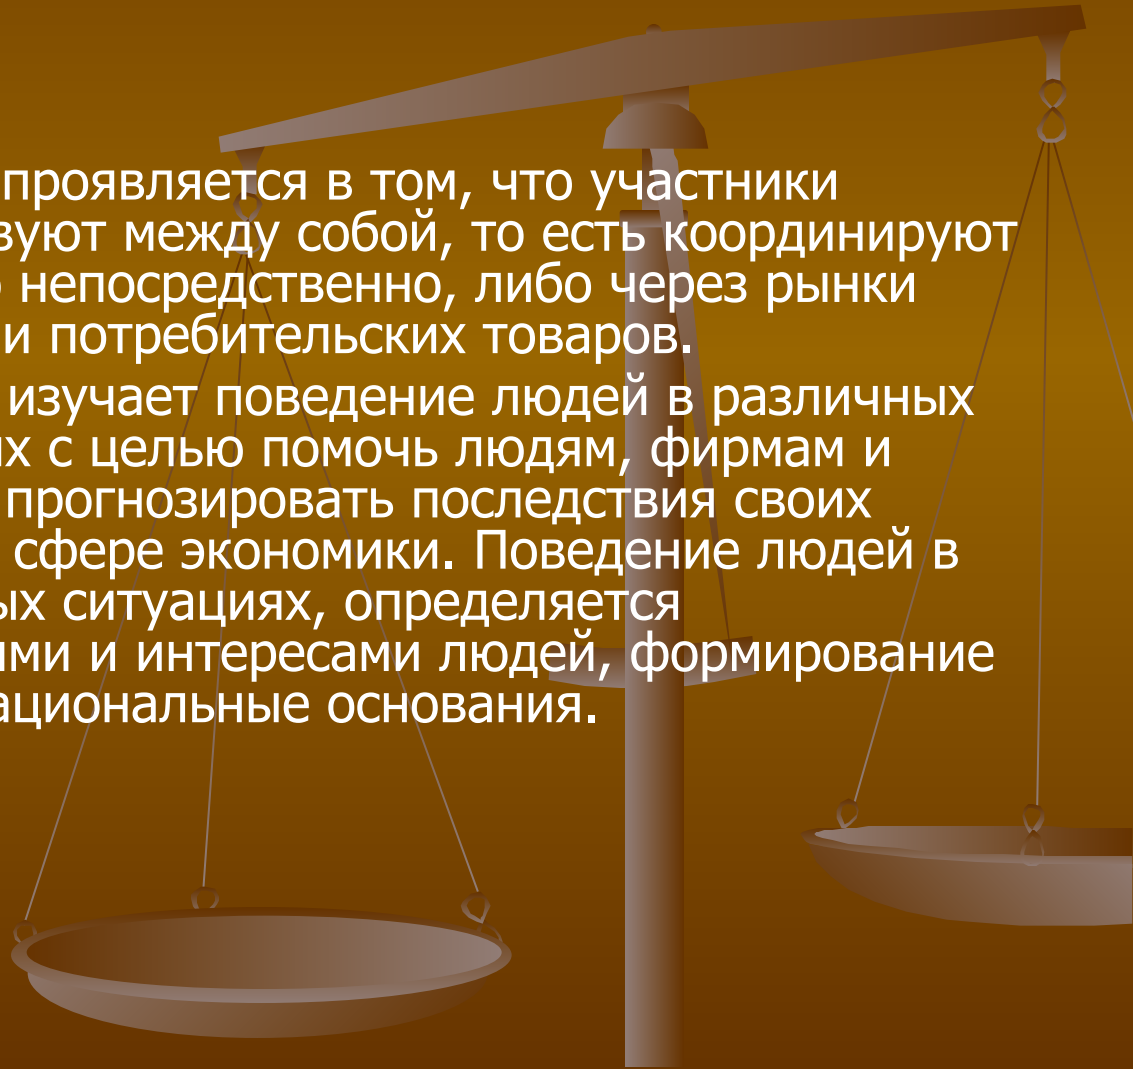 проявляется в том, что участники
зуют между собой, то есть координируют
о непосредственно, либо через рынки
и потребительских товаров.
изучает поведение людей в различных
их с целью помочь людям, фирмам и
прогнозировать последствия своих
сфере экономики. Поведение людей в
ых ситуациях, определяется
ями и интересами людей, формирование
ациональные основания.